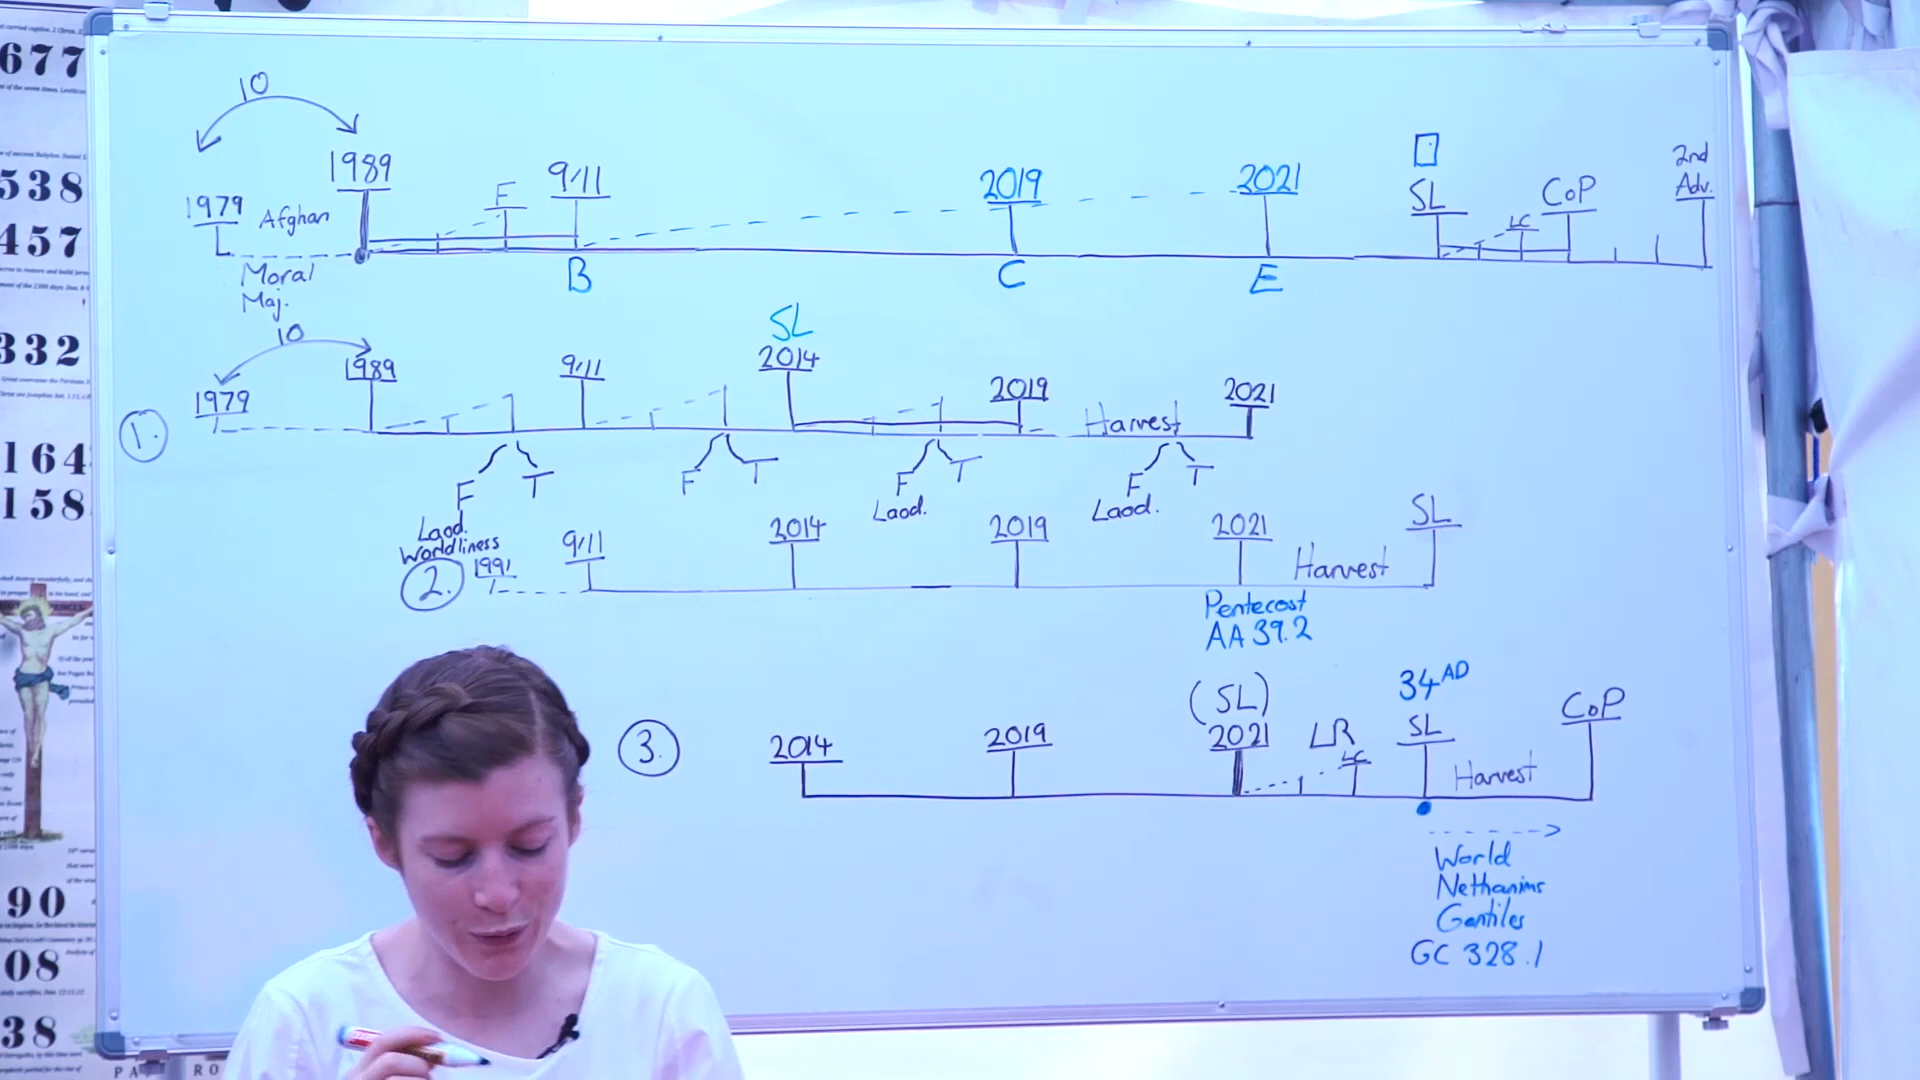 677
538
457
332
164
158
90
08
38
10
1979
Afghan
Moral
Maj.
1989
F
9/11
B
2019
C
2021
E
SL
LC
CoP
2nd
Adv.
10
1.
1979
1989
9/11
SL
2014
2019
Harvest
2021
F T
Laod.
Worldliness
F T
F T
Laod.
F T
Laod.
2.
1991
9/11
2014
2019
2021
Harvest
SL
Pentecost
AA 39.2
3.
2014
2019
(SL)
2021
LR
LC
34 AD
SL
Harvest
CoP
World
Nethanims
Gentiles
GC 328.1